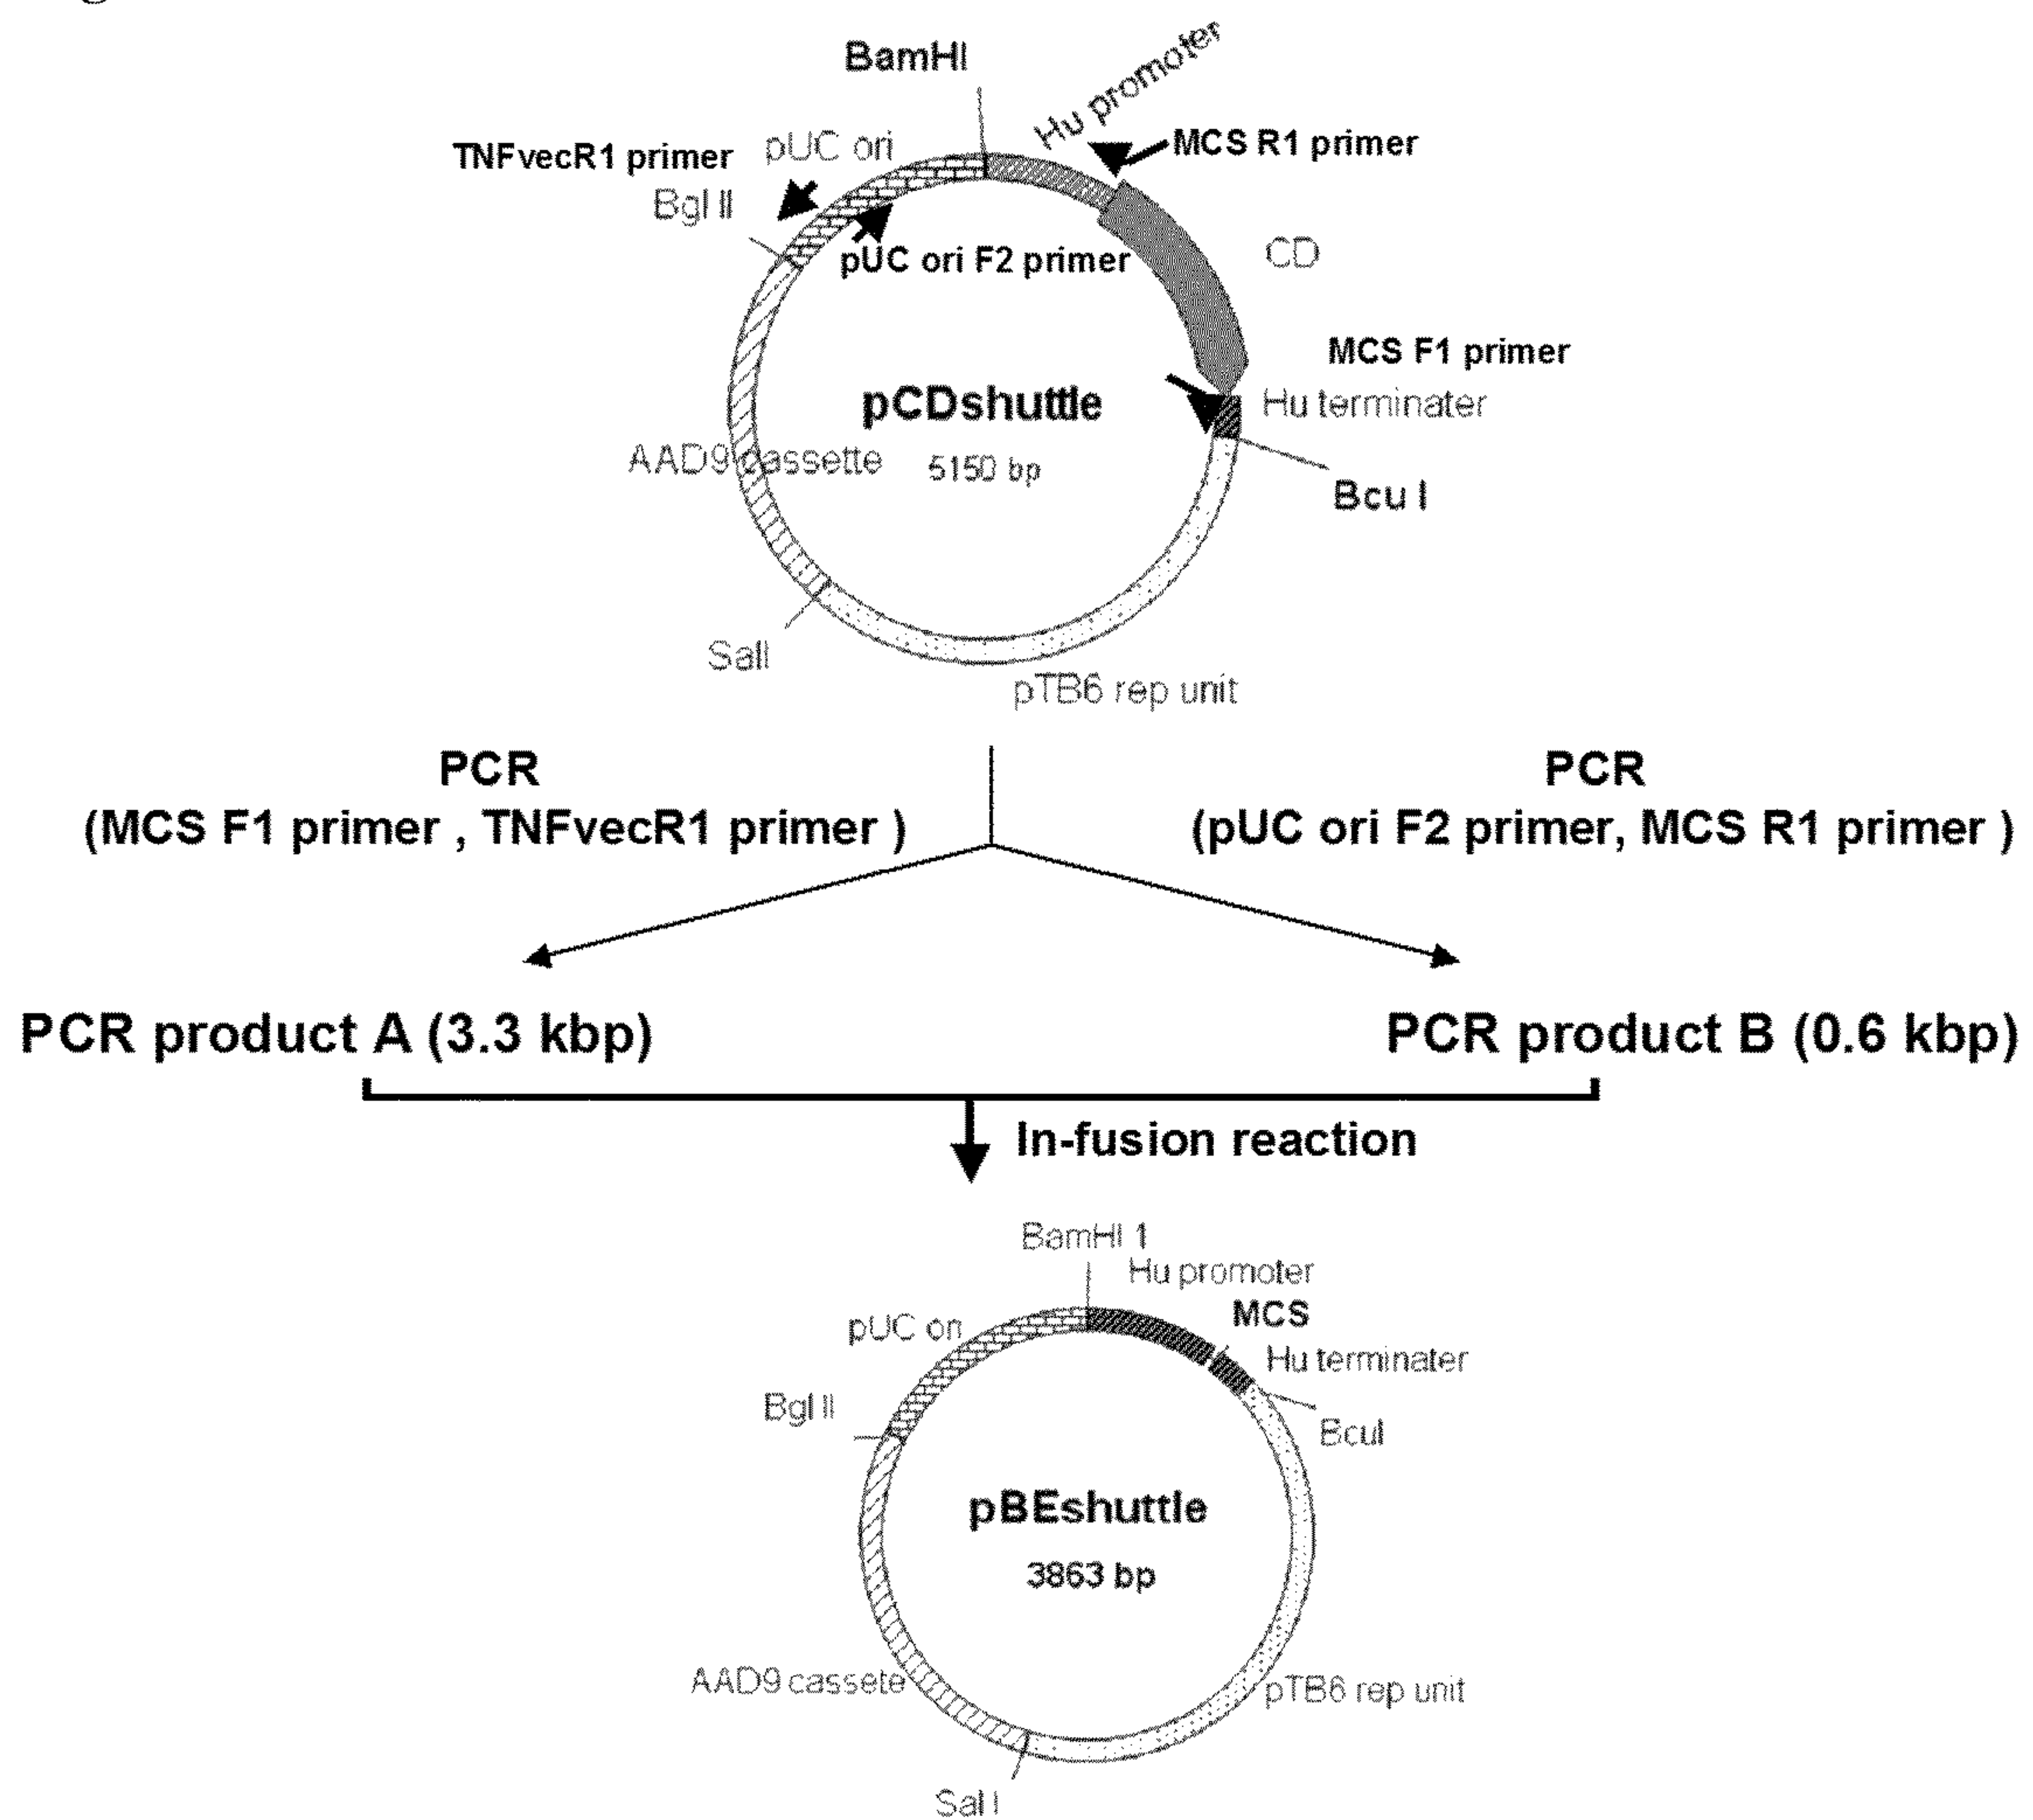 BamHI
Hu promoter
TNFvecR1 primer
pUC ori
MCS R1 primer
Bgl II
pUC ori F2 primer
CD
MCS F1 primer
pCDshuttle
Hu terminater
AAD9 cassette
5150 bp
Bcu I
SalI
pTB6 rep unit
PCR
(MCS F1 primer , TNFvecR1 primer )
PCR
(pUC ori F2 primer, MCS R1 primer )
PCR product A (3.3 kbp)
PCR product B (0.6 kbp)
In-fusion reaction
BamHI 1
Hu promoter
MCS
pUC ori
Hu terminater
Bgl II
BcuI
pBEshuttle
3863 bp
AAD9 cassete
pTB6 rep unit
Sal I